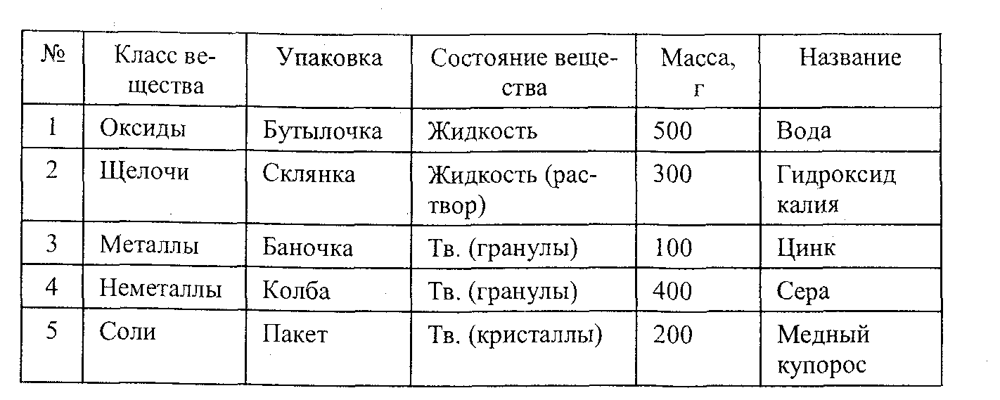 № Класс ве- Упаковка Состояние веще- Масса, Название
щества ства г
1 Оксиды Бутылочка Жидкость 500 Вода
2 Щелочи Склянка Жидкость (рас- 300 Гидроксид
твор) калия
3 Металлы Баночка Тв. (гранулы) 100 Цинк
4 Неметаллы Колба Тв. (гранулы) 400 Сера
5 Соли Пакет Тв. (кристаллы) 200 Медный
купорос